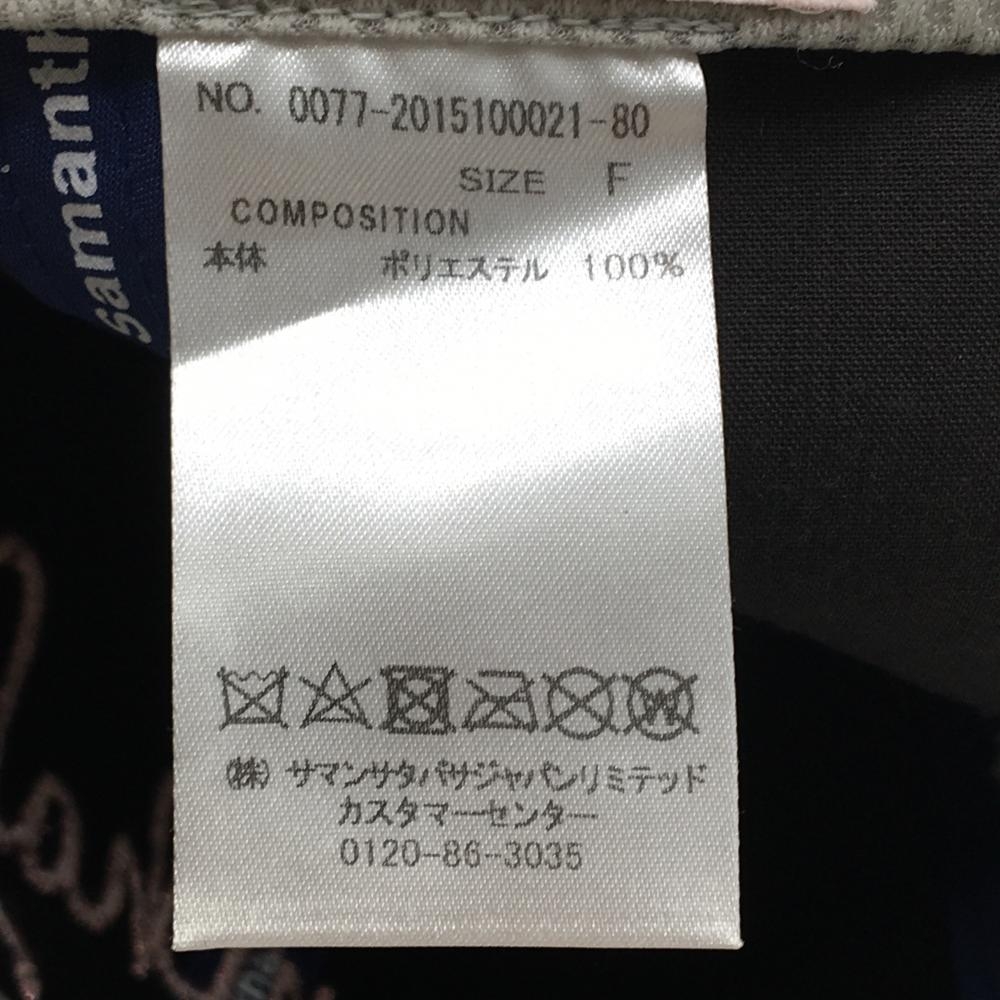 samanth
NO. 0077-2015100021-80
SIZE F
COMPOSITION
本体 ポリエステル 100%
W
(株) サマンサタバサジャパンリミテッド
カスタマーセンター
0120-86-3035